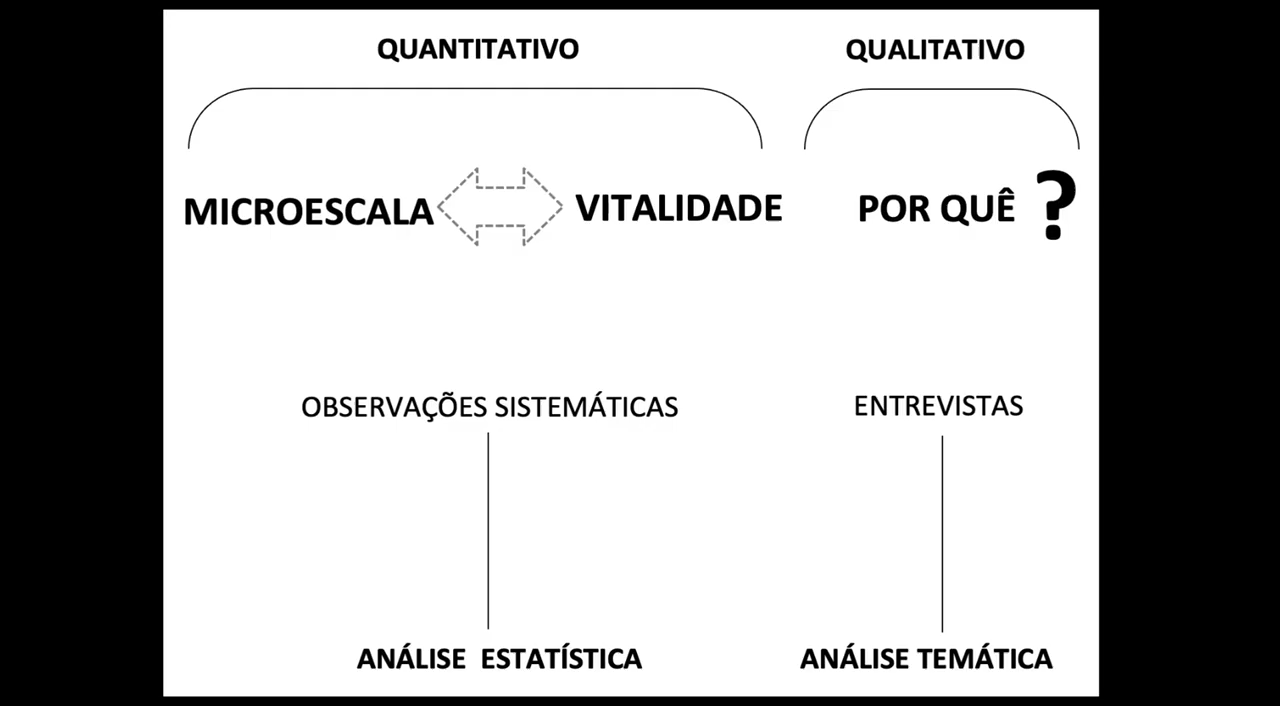 QUANTITATIVO
QUALITATIVO
MICROESCALA
VITALIDADE
POR QUÊ ?
OBSERVAÇÕES SISTEMÁTICAS
ENTREVISTAS
ANÁLISE ESTATÍSTICA
ANÁLISE TEMÁTICA